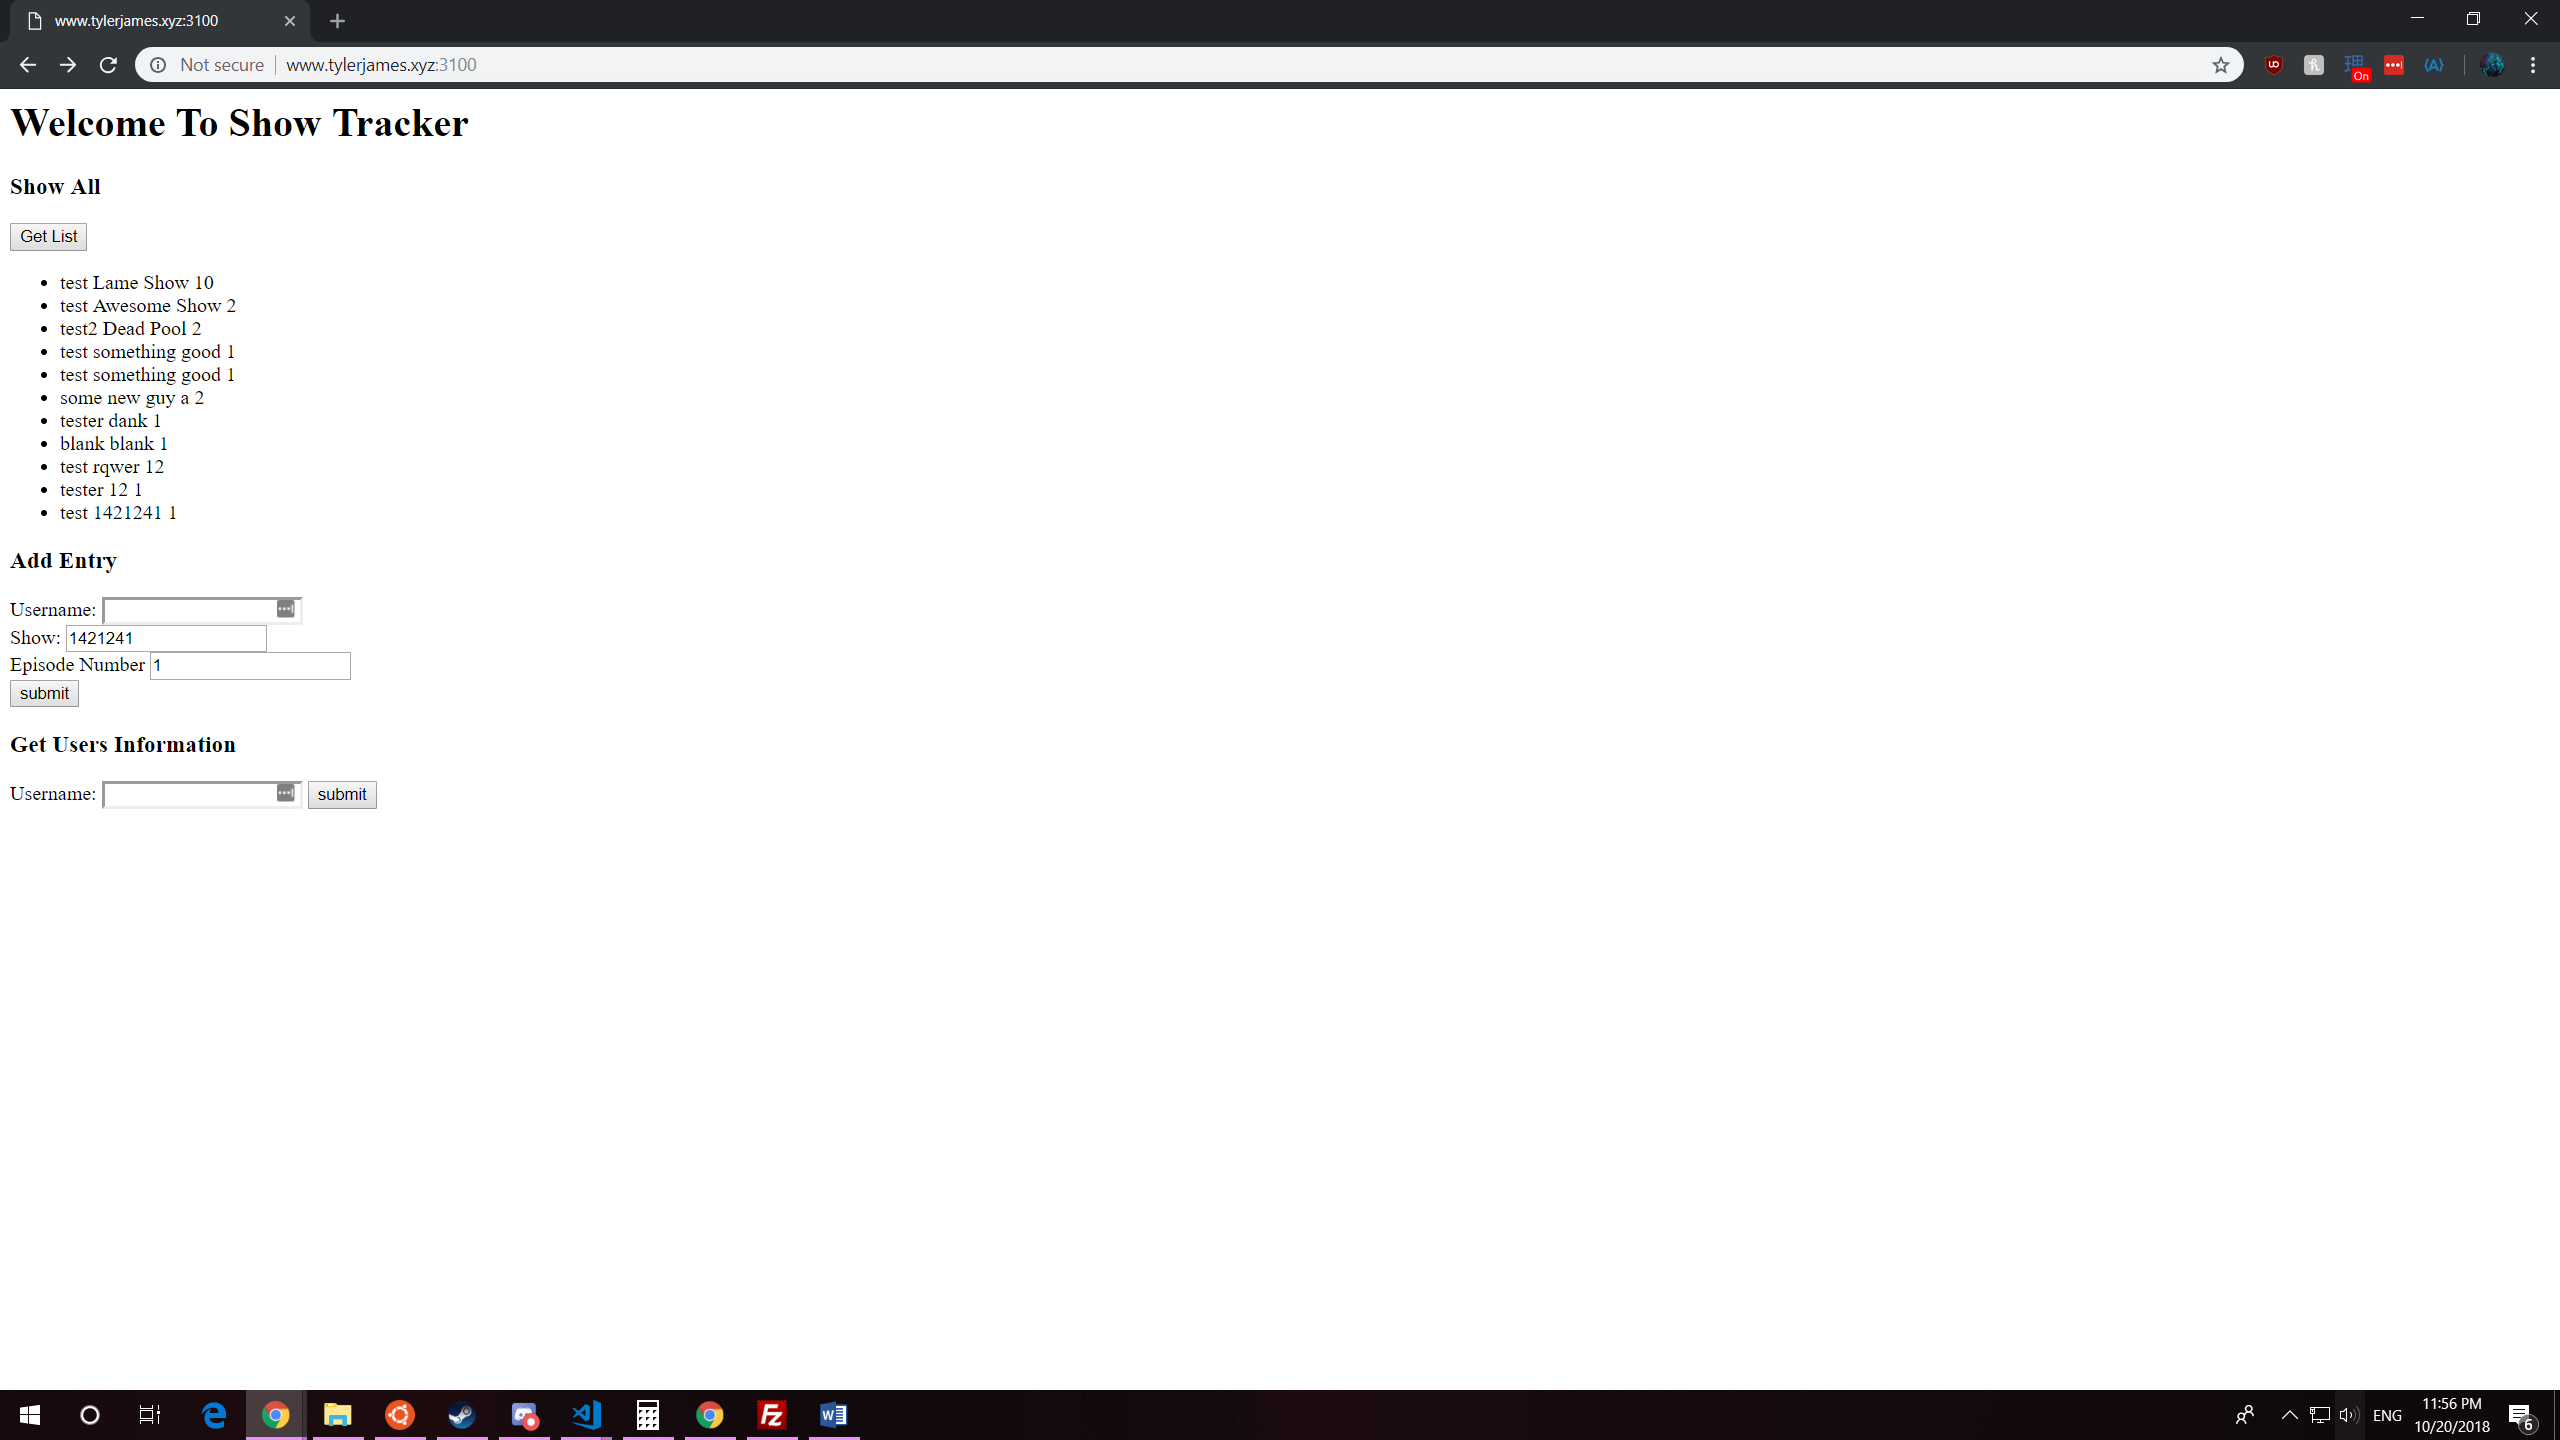 www.tylerjames.xyz:3100
Not secure www.tylerjames.xyz:3100
On
Welcome To Show Tracker
Show All
Get List
test Lame Show 10
test Awesome Show 2
test2 Dead Pool 2
test something good 1
test something good 1
some new guy a 2
tester dank 1
blank blank 1
test rqwer 12
tester 12 1
test 1421241 1
Add Entry
Username:
Show: 1421241
Episode Number 1
submit
Get Users Information
Username: submit
ENG
11:56 PM
10/20/2018
6